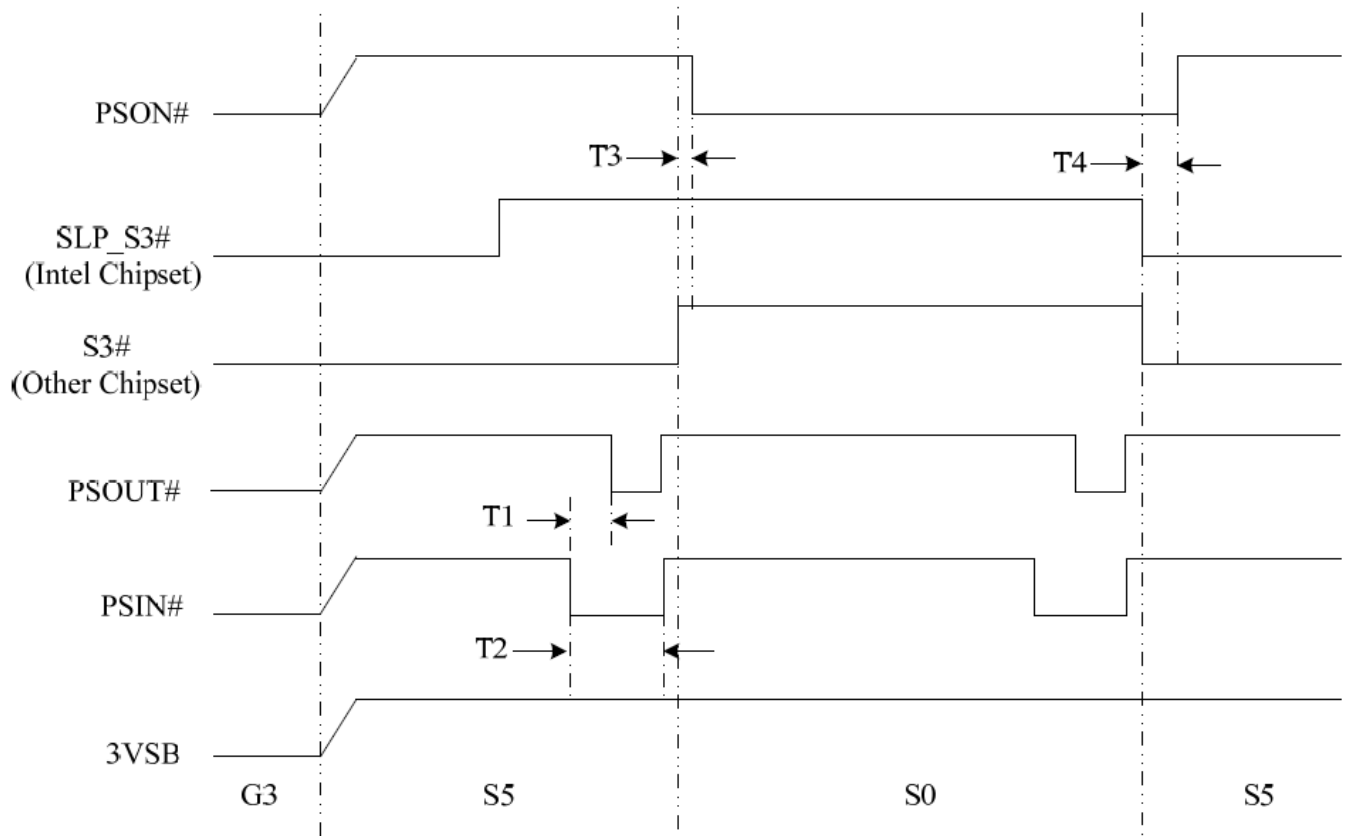 PSON#
T3
T4
SLP_S3#
(Intel Chipset)
S3#
(Other Chipset)
PSOUT#
T1
PSIN#
T2
3VSB
G3
S5
S0
S5